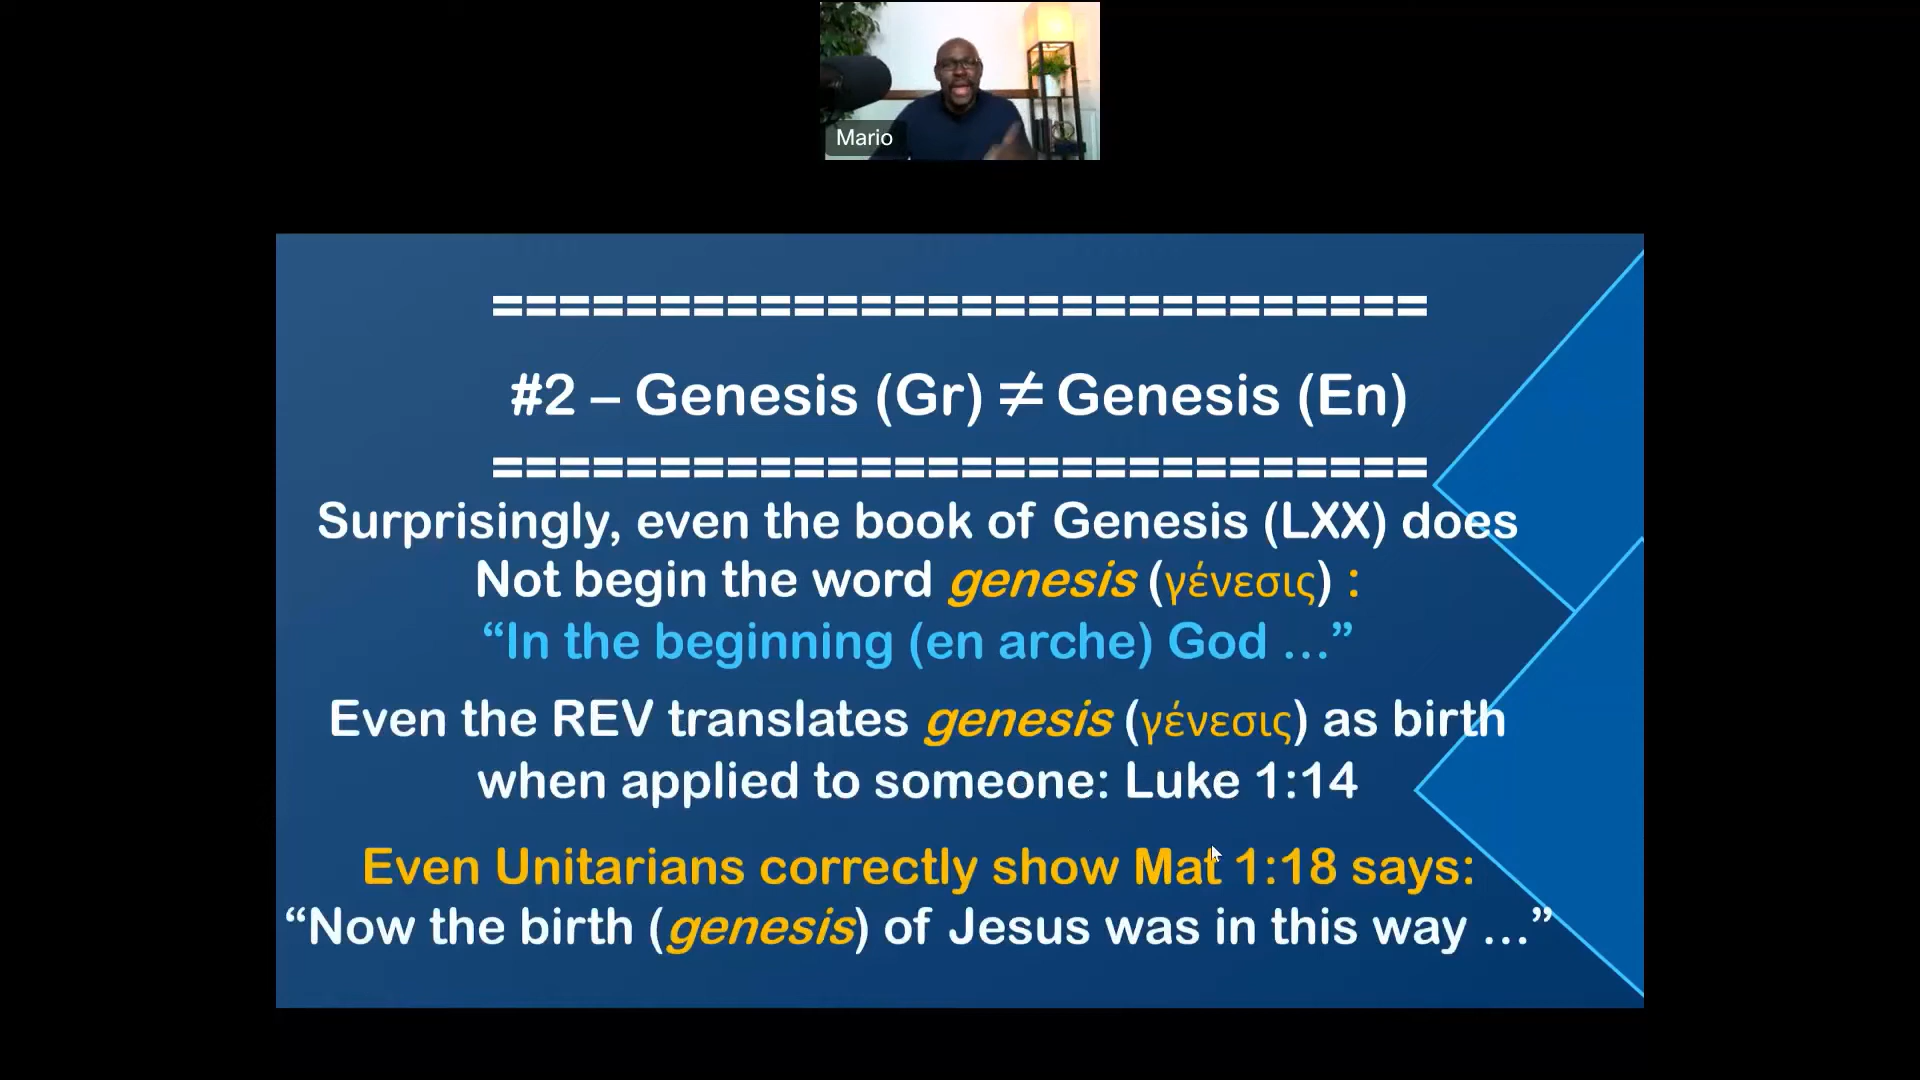 Mario
============================
#2 – Genesis (Gr) ≠ Genesis (En)
============================
Surprisingly, even the book of Genesis (LXX) does
Not begin the word genesis (γένεσις) :
“In the beginning (en arche) God …”
Even the REV translates genesis (γένεσις) as birth
when applied to someone: Luke 1:14
Even Unitarians correctly show Mat 1:18 says:
“Now the birth (genesis) of Jesus was in this way …”